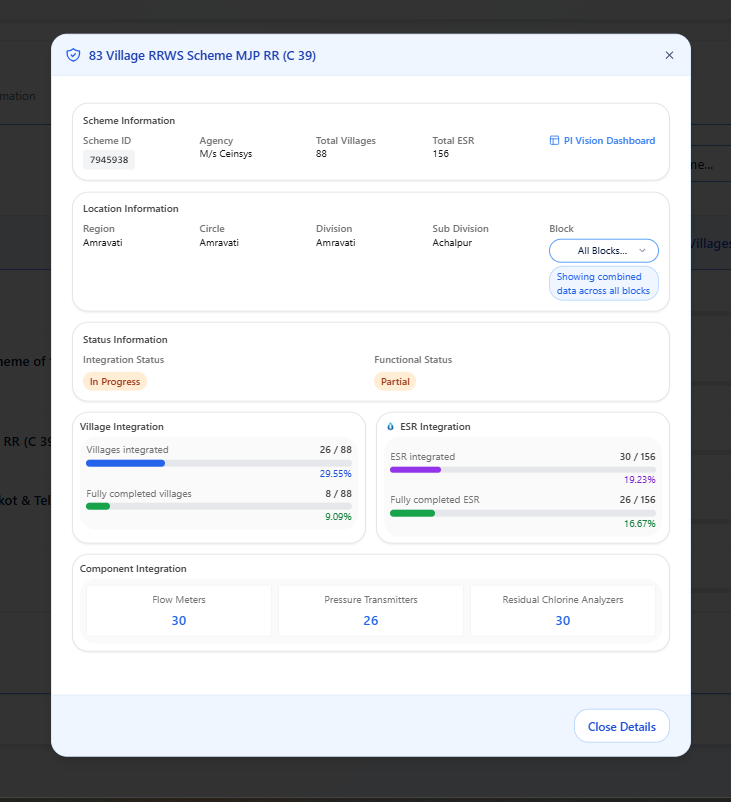 83 Village RRWS Scheme MJP RR (C 39)
mation
Scheme Information
Scheme ID
7945938
Agency
M/s Ceinsys
Total Villages
88
Total ESR
156
PI Vision Dashboard
me...
Location Information
Region
Amravati
Circle
Amravati
Division
Amravati
Sub Division
Achalpur
Block
All Blocks...
Showing combined
data across all blocks
Villages
Status Information
Integration Status
In Progress
Functional Status
Partial
heme of
RR (C 39
kot & Tel
Village Integration
Villages integrated
26 / 88
29.55%
Fully completed villages
8 / 88
9.09%
ESR Integration
ESR integrated
30 / 156
19.23%
Fully completed ESR
26 / 156
16.67%
Component Integration
Flow Meters
30
Pressure Transmitters
26
Residual Chlorine Analyzers
30
Close Details